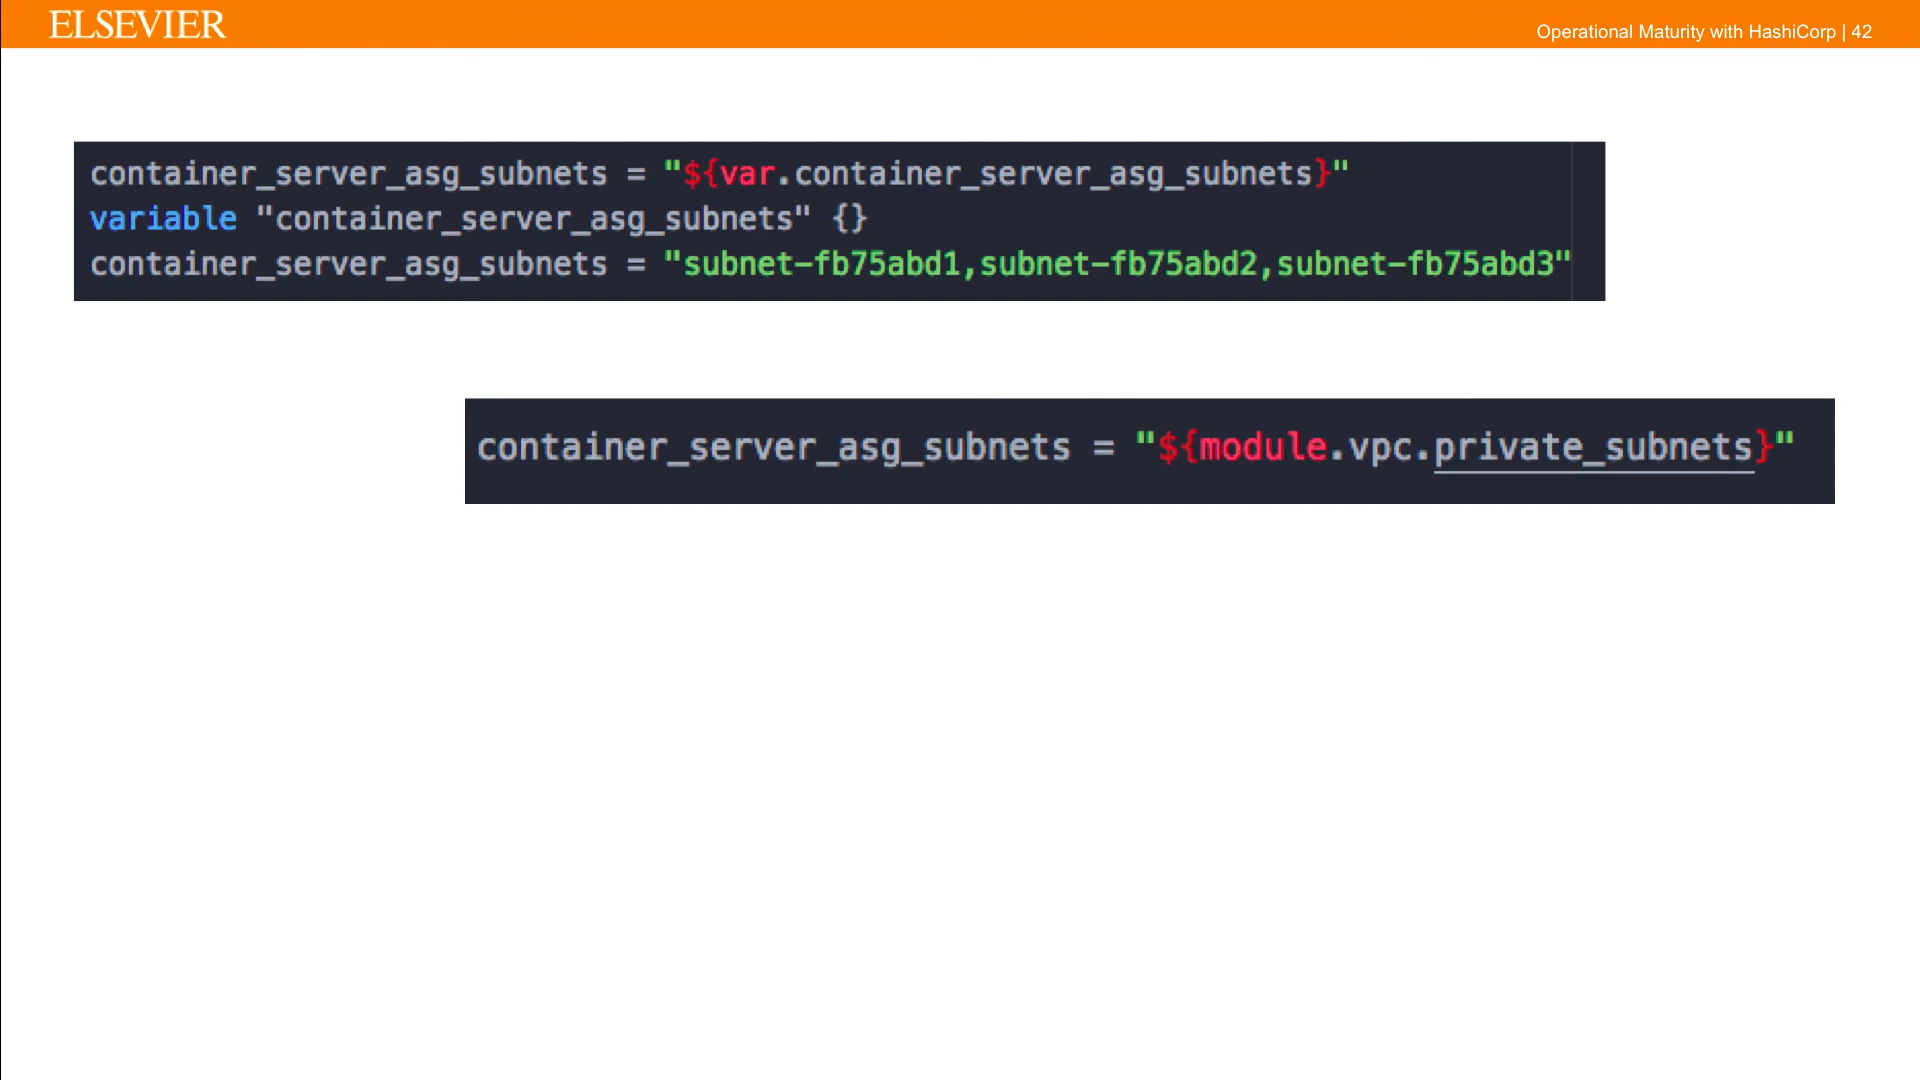 ELSEVIER
Operational Maturity with HashiCorp | 42
container_server_asg_subnets = "${var.container_server_asg_subnets}"
variable "container_server_asg_subnets" {}
container_server_asg_subnets = "subnet-fb75abd1,subnet-fb75abd2,subnet-fb75abd3"
container_server_asg_subnets = "${module.vpc.private_subnets}"